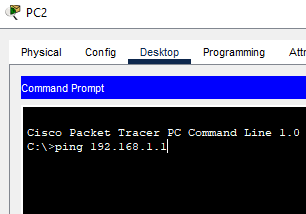 PC2
Physical Config Desktop Programming
Command Prompt
Cisco Packet Tracer PC Command Line 1.0
C:\>ping 192.168.1.1